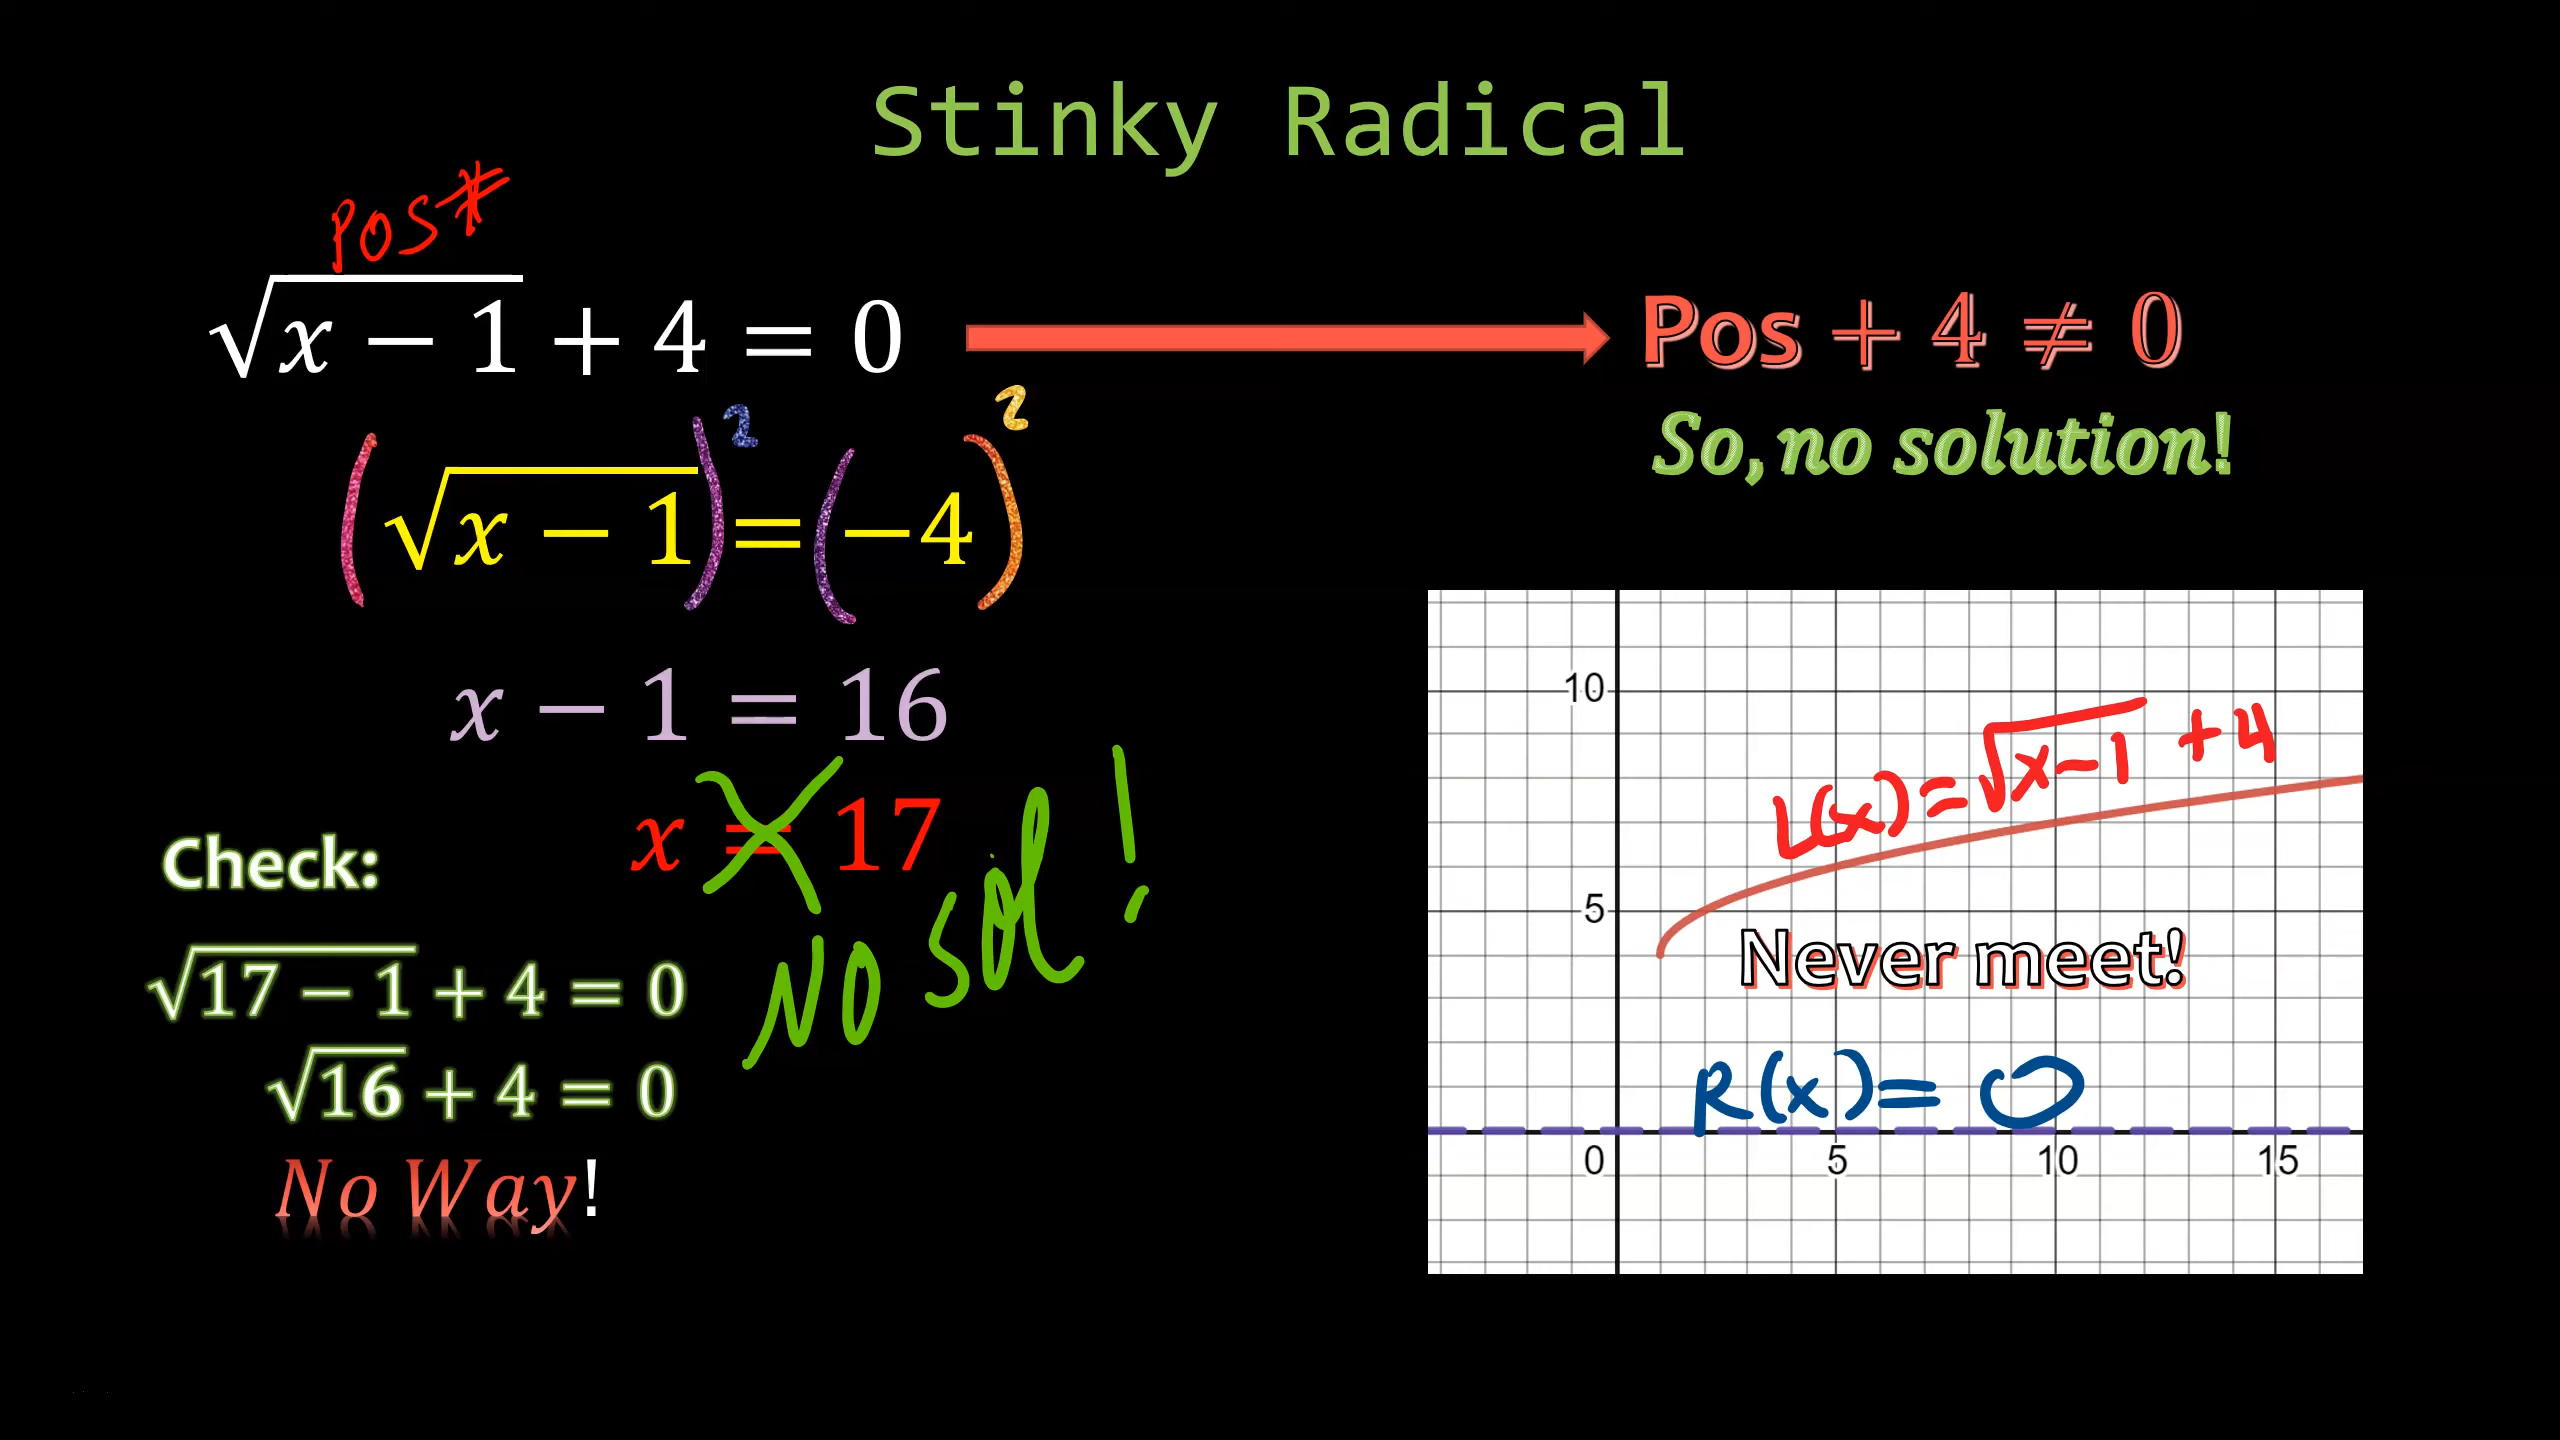 Stinky Radical
POS*
√x − 1 + 4 = 0
Pos + 4 ≠ 0
So, no solution!
(√x − 1)² = (−4)²
x − 1 = 16
x = 17
NO SOL!
Check:
√17 − 1 + 4 = 0
√16 + 4 = 0
No Way!
10
L(x) = √x−1 + 4
5
Never meet!
R(x) = 0
0 5 10 15